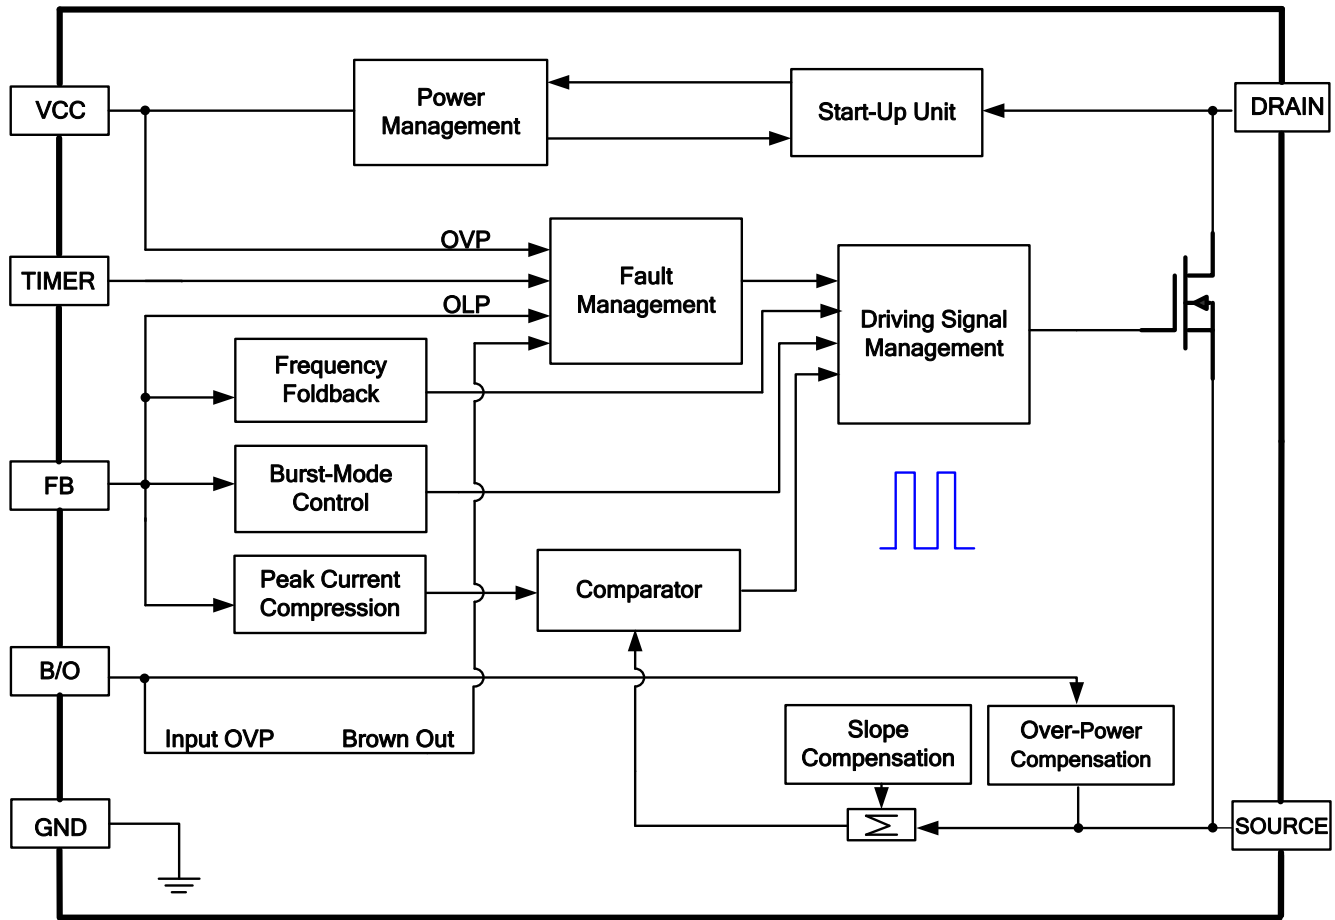 VCC
Power
Management
Start-Up Unit
DRAIN
OVP
TIMER
Fault
Management
OLP
Driving Signal
Management
Frequency
Foldback
FB
Burst-Mode
Control
Peak Current
Compression
Comparator
B/O
Input OVP
Brown Out
Slope
Compensation
Over-Power
Compensation
GND
Σ
SOURCE